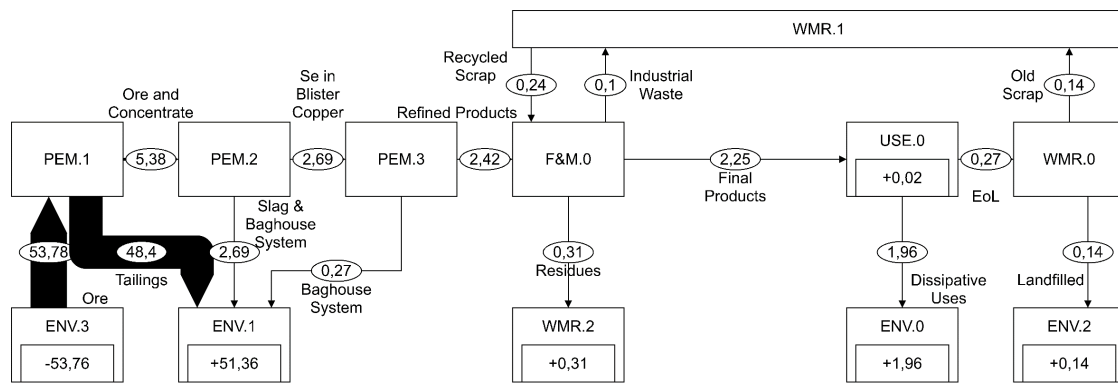 WMR.1
Recycled
Scrap
0,24
0,1
Industrial
Waste
Old
Scrap
0,14
Ore and
Concentrate
Se in
Blister
Copper
Refined Products
PEM.1
5,38
PEM.2
2,69
PEM.3
2,42
F&M.0
2,25
Final
Products
USE.0
+0,02
0,27
EoL
WMR.0
Slag &
Baghouse
System
53,78
48,4
Tailings
2,69
0,27
Baghouse
System
0,31
Residues
1,96
Dissipative
Uses
0,14
Landfilled
Ore
ENV.3
-53,76
ENV.1
+51,36
WMR.2
+0,31
ENV.0
+1,96
ENV.2
+0,14